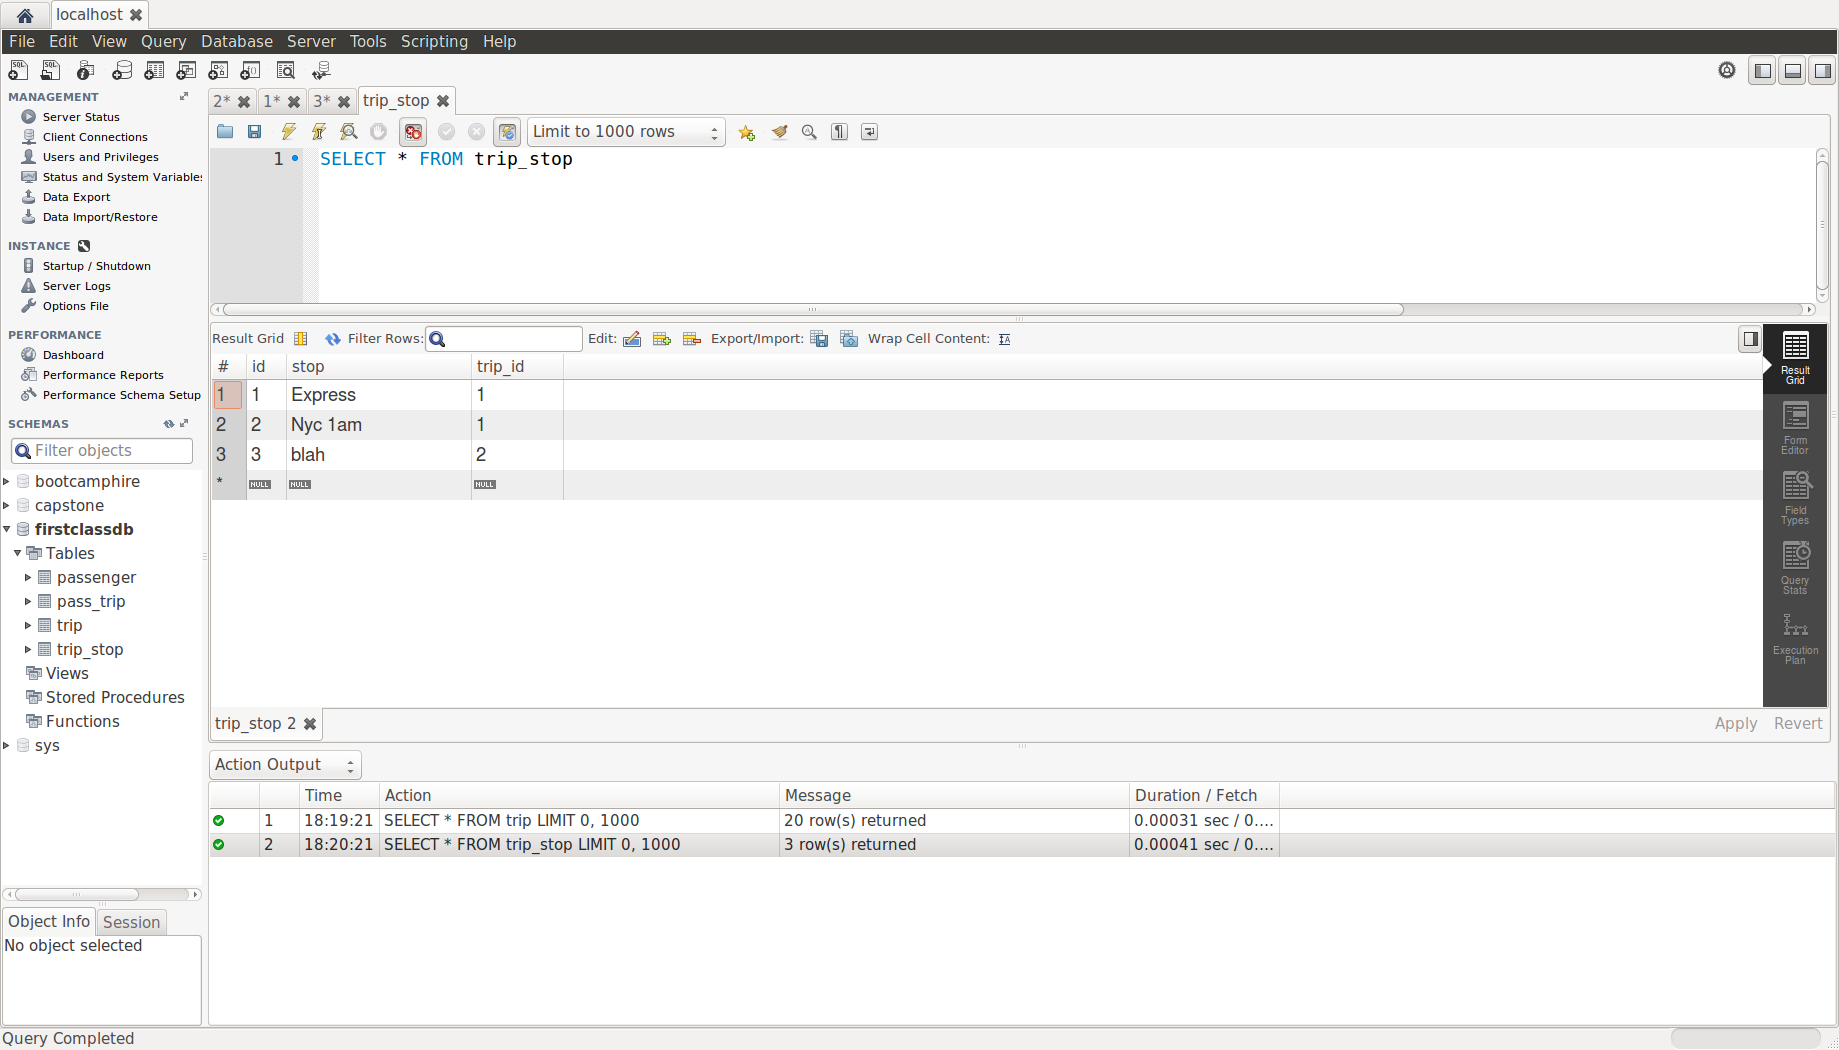 localhost
File Edit View Query Database Server Tools Scripting Help
MANAGEMENT
Server Status
Client Connections
Users and Privileges
Status and System Variables
Data Export
Data Import/Restore
INSTANCE
Startup / Shutdown
Server Logs
Options File
PERFORMANCE
Dashboard
Performance Reports
Performance Schema Setup
SCHEMAS
Filter objects
bootcamphire
capstone
firstclassdb
Tables
passenger
pass_trip
trip
trip_stop
Views
Stored Procedures
Functions
sys
Object Info Session
No object selected
2* 1* 3* trip_stop
Limit to 1000 rows
1 SELECT * FROM trip_stop
Result Grid Filter Rows: Edit: Export/Import: Wrap Cell Content:
# id stop trip_id
1 1 Express 1
2 2 Nyc 1am 1
3 3 blah 2
* NULL NULL NULL
Result
Grid
Form
Editor
Field
Types
Query
Stats
Execution
Plan
trip_stop 2 Apply Revert
Action Output
Time Action Message Duration / Fetch
1 18:19:21 SELECT * FROM trip LIMIT 0, 1000 20 row(s) returned 0.00031 sec / 0....
2 18:20:21 SELECT * FROM trip_stop LIMIT 0, 1000 3 row(s) returned 0.00041 sec / 0....
Query Completed